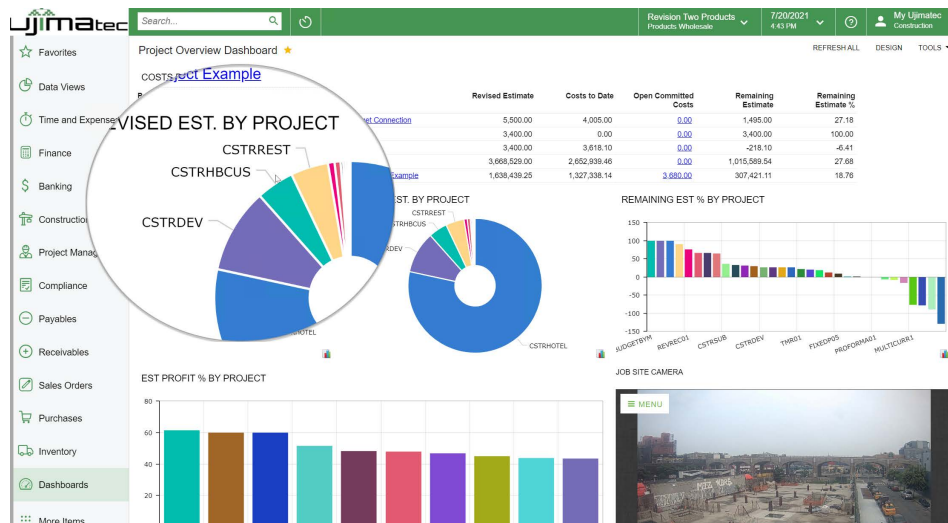 Ujimatec
Search...
Revision Two Products
Products Wholesale
7/20/2021
4:43 PM
My Ujimatec
Construction
Favorites
Data Views
Time and Expenses
Finance
Banking
Construction
Project Manag
Compliance
Payables
Receivables
Sales Orders
Purchases
Inventory
Dashboards
More Items
Project Overview Dashboard
REFRESH ALL DESIGN TOOLS
COSTS
ject Example
Revised Estimate Costs to Date Open Committed Costs Remaining Estimate Remaining Estimate %
et Connection 5,500.00 4,005.00 0.00 1,495.00 27.18
3,400.00 0.00 0.00 3,400.00 100.00
3,400.00 3,618.10 0.00 -218.10 -6.41
3,668,529.00 2,652,939.46 0.00 1,015,589.54 27.68
Example 1,638,439.25 1,327,338.14 3,680.00 307,421.11 18.76
VISED EST. BY PROJECT
CSTRREST
CSTRHBCUS
CSTRDEV
EST. BY PROJECT
CSTRREST
STRHBCUS
RDEV
CSTRHOTEL
HOTEL
REMAINING EST % BY PROJECT
150
100
50
0
-50
-100
-150
BUDGETBYM REVREC01 CSTRSUB CSTRDEV TMR01 FIXEDP05 PROFORMA01 MULTICURR1
EST PROFIT % BY PROJECT
80
60
40
20
JOB SITE CAMERA
MENU